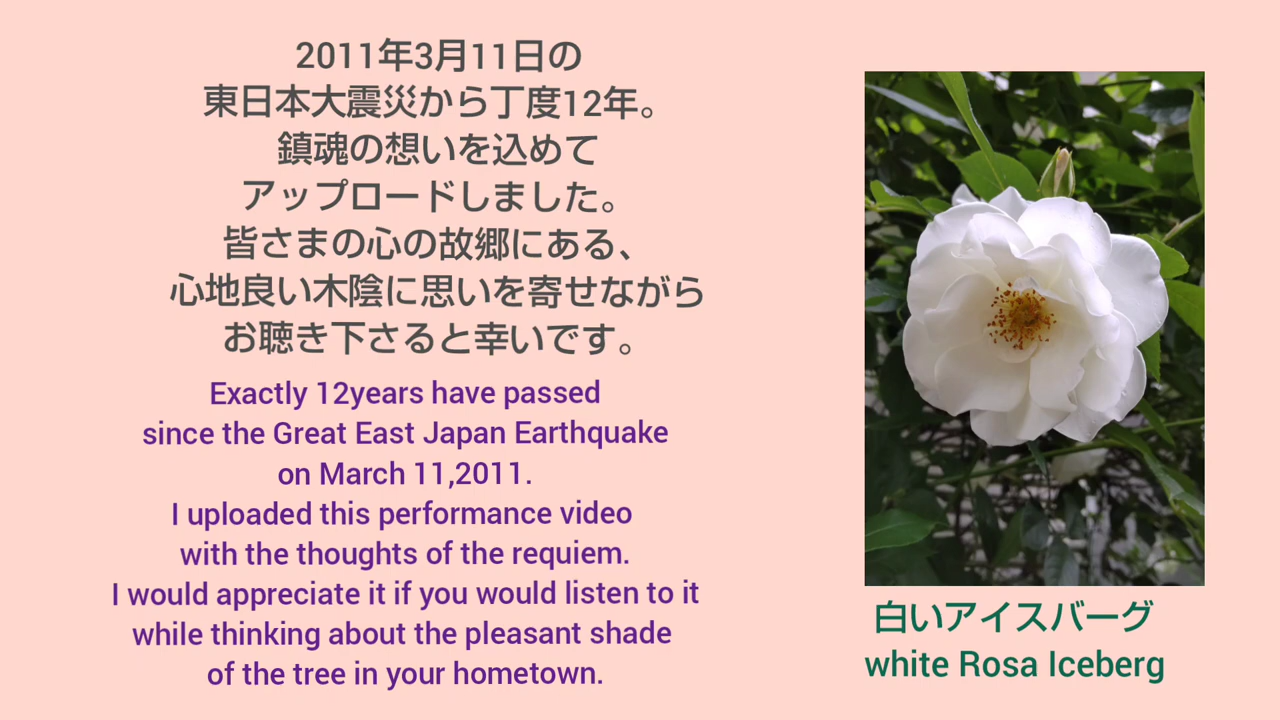 2011年3月11日の
東日本大震災から丁度12年。
鎮魂の想いを込めて
アップロードしました。
皆さまの心の故郷にある、
心地良い木陰に思いを寄せながら
お聴き下さると幸いです。
Exactly 12years have passed
since the Great East Japan Earthquake
on March 11,2011.
I uploaded this performance video
with the thoughts of the requiem.
I would appreciate it if you would listen to it
while thinking about the pleasant shade
of the tree in your hometown.
白いアイスバーグ
white Rosa Iceberg